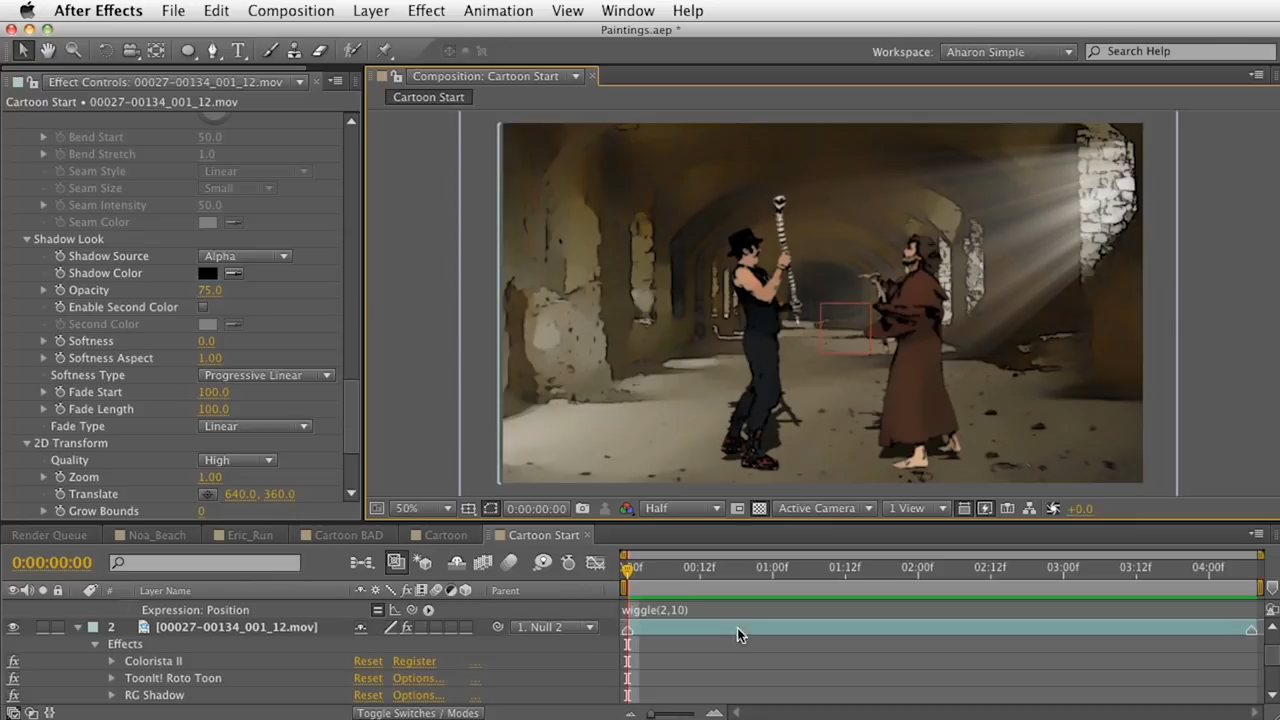 After Effects File Edit Composition Layer Effect Animation View Window Help
Paintings.aep *
Workspace: Aharon Simple Search Help
Effect Controls: 00027-00134_001_12.mov Composition: Cartoon Start
Cartoon Start • 00027-00134_001_12.mov Cartoon Start
Bend Start 50.0
Bend Stretch 1.0
Seam Style Linear
Seam Size Small
Seam Intensity 50.0
Seam Color
Shadow Look
Shadow Source Alpha
Shadow Color
Opacity 75.0
Enable Second Color
Second Color
Softness 0.0
Softness Aspect 1.00
Softness Type Progressive Linear
Fade Start 100.0
Fade Length 100.0
Fade Type Linear
2D Transform
Quality High
Zoom 1.00
Translate 640.0, 360.0
Grow Bounds 0
50% 0:00:00:00 Half Active Camera 1 View +0.0
Render Queue Noa_Beach Eric_Run Cartoon BAD Cartoon Cartoon Start
0:00:00:00 00f 00:12f 01:00f 01:12f 02:00f 02:12f 03:00f 03:12f 04:00f
# Layer Name Parent
Expression: Position wiggle(2,10)
2 [00027-00134_001_12.mov] 1. Null 2
Effects
fx Colorista II Reset Register ...
fx ToonIt! Roto Toon Reset Options... ...
fx RG Shadow Reset Options... ...
Toggle Switches / Modes